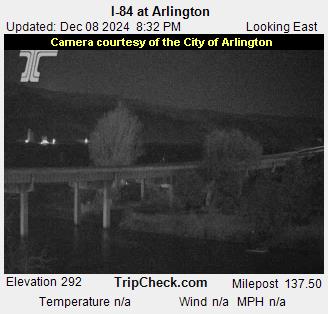 I-84 at Arlington
Updated: Dec 08 2024 8:32 PM Looking East
Camera courtesy of the City of Arlington
Elevation 292 TripCheck.com Milepost 137.50
Temperature n/a Wind n/a MPH n/a